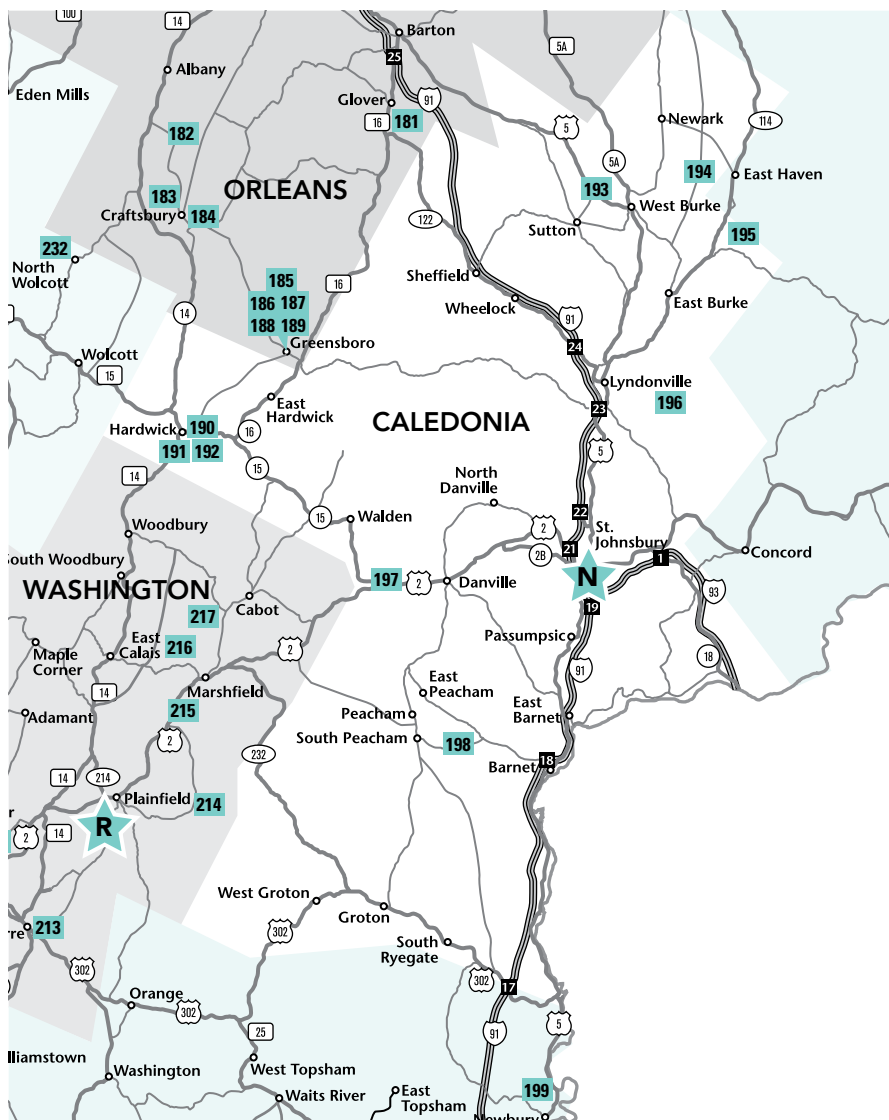 100
14
Barton
5A
25
Albany
Eden Mills
Glover
91
16
181
5
Newark
114
182
5A
194
East Haven
193
183
ORLEANS
Craftsbury
184
122
West Burke
Sutton
195
232
North
Wolcott
Sheffield
185
16
186
187
Wheelock
East Burke
14
188
189
91
Greensboro
24
Wolcott
15
Lyndonville
East
Hardwick
196
23
CALEDONIA
Hardwick
190
16
191
192
5
15
14
North
Danville
22
Woodbury
15
Walden
2
St.
Johnsbury
21
2B
1
Concord
South Woodbury
N
WASHINGTON
197
2
Danville
93
Cabot
19
217
Passumpsic
East
Calais
216
Maple
Corner
2
18
91
Marshfield
East
Peacham
14
215
Peacham
East
Barnet
Adamant
2
South Peacham
198
232
18
Barnet
14
214
Plainfield
214
r
2
14
R
West Groton
Groton
213
rre
302
South
Ryegate
302
302
17
Orange
302
5
25
91
lliamstown
West Topsham
Washington
199
Waits River
East
Topsham
Newbury